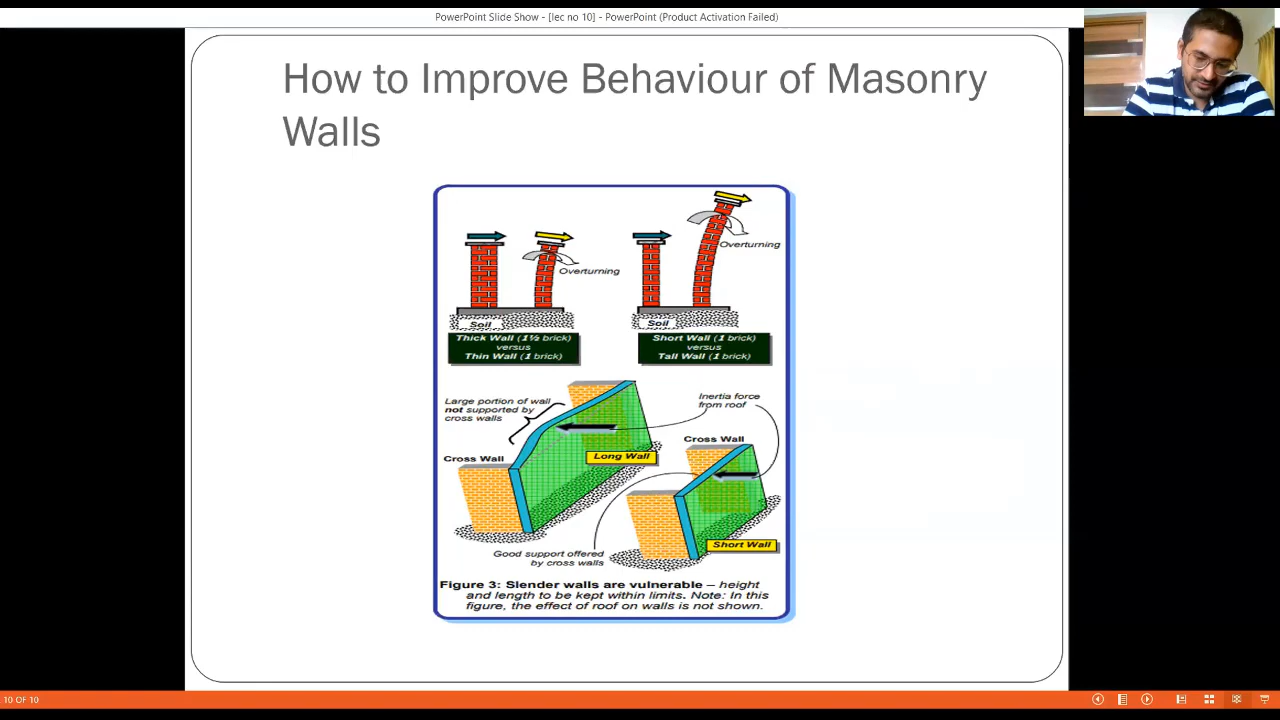 PowerPoint Slide Show - [lec no 10] - PowerPoint (Product Activation Failed)
How to Improve Behaviour of Masonry
Walls
Overturning
Overturning
Soil
Soil
Thick Wall (1½ brick)
versus
Thin Wall (1 brick)
Short Wall (1 brick)
versus
Tall Wall (1 brick)
Large portion of wall
not supported by
cross walls
Inertia force
from roof
Cross Wall
Cross Wall
Long Wall
Short Wall
Good support offered
by cross walls
Figure 3: Slender walls are vulnerable – height
and length to be kept within limits. Note: In this
figure, the effect of roof on walls is not shown.
10 OF 10